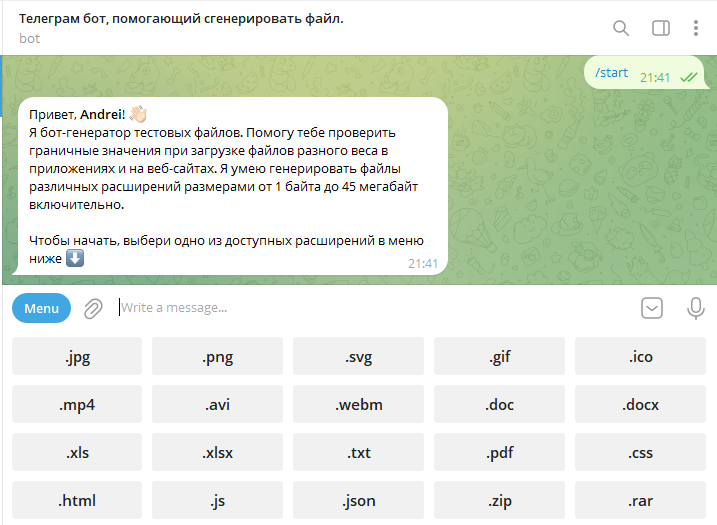 Телеграм бот, помогающий сгенерировать файл.
bot
/start 21:41
Привет, Andrei! 👋🏻
Я бот-генератор тестовых файлов. Помогу тебе проверить
граничные значения при загрузке файлов разного веса в
приложениях и на веб-сайтах. Я умею генерировать файлы
различных расширений размерами от 1 байта до 45 мегабайт
включительно.
Чтобы начать, выбери одно из доступных расширений в меню
ниже ⬇️
21:41
Menu Write a message...
.jpg .png .svg .gif .ico
.mp4 .avi .webm .doc .docx
.xls .xlsx .txt .pdf .css
.html .js .json .zip .rar